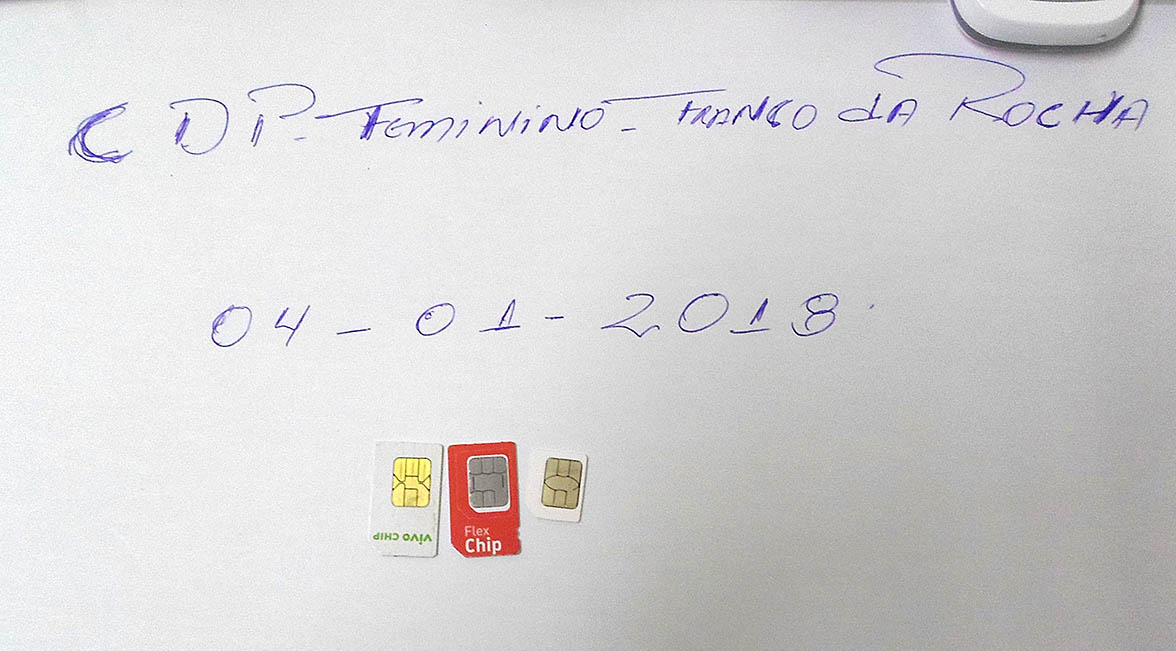 CDP-Feminino-FRANCO dA ROCHA
04-01-2018
VIVO CHIP
Flex
Chip